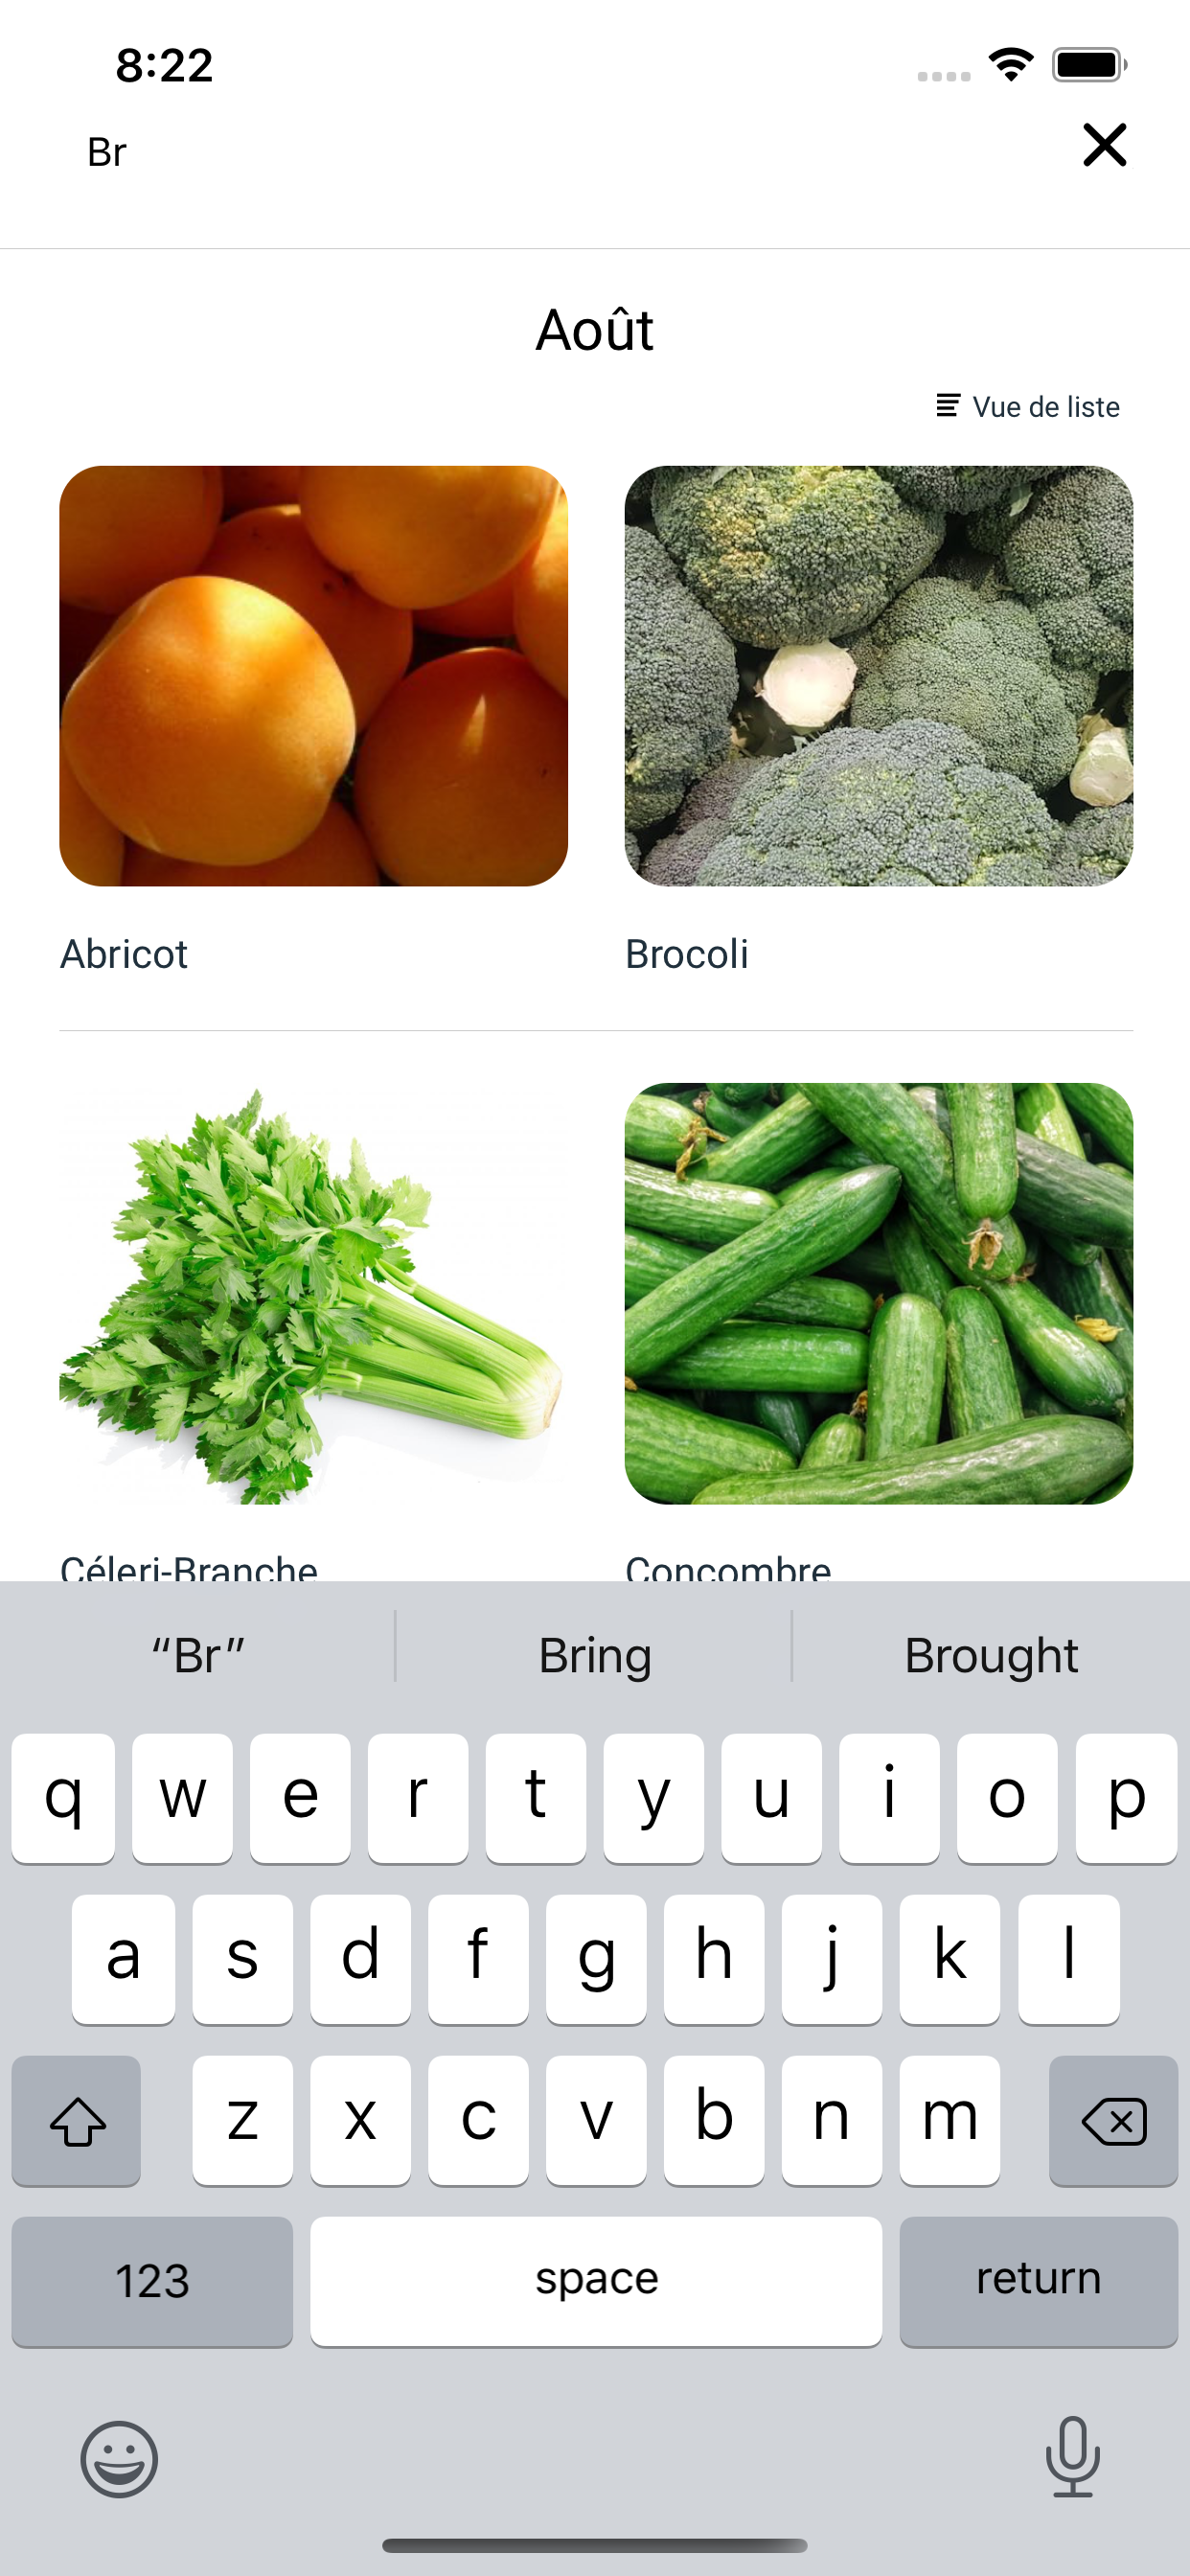 8:22
Br
Août
Vue de liste
Abricot
Brocoli
Céleri-Branche
Concombre
“Br”
Bring
Brought
q w e r t y u i o p
a s d f g h j k l
z x c v b n m
123
space
return